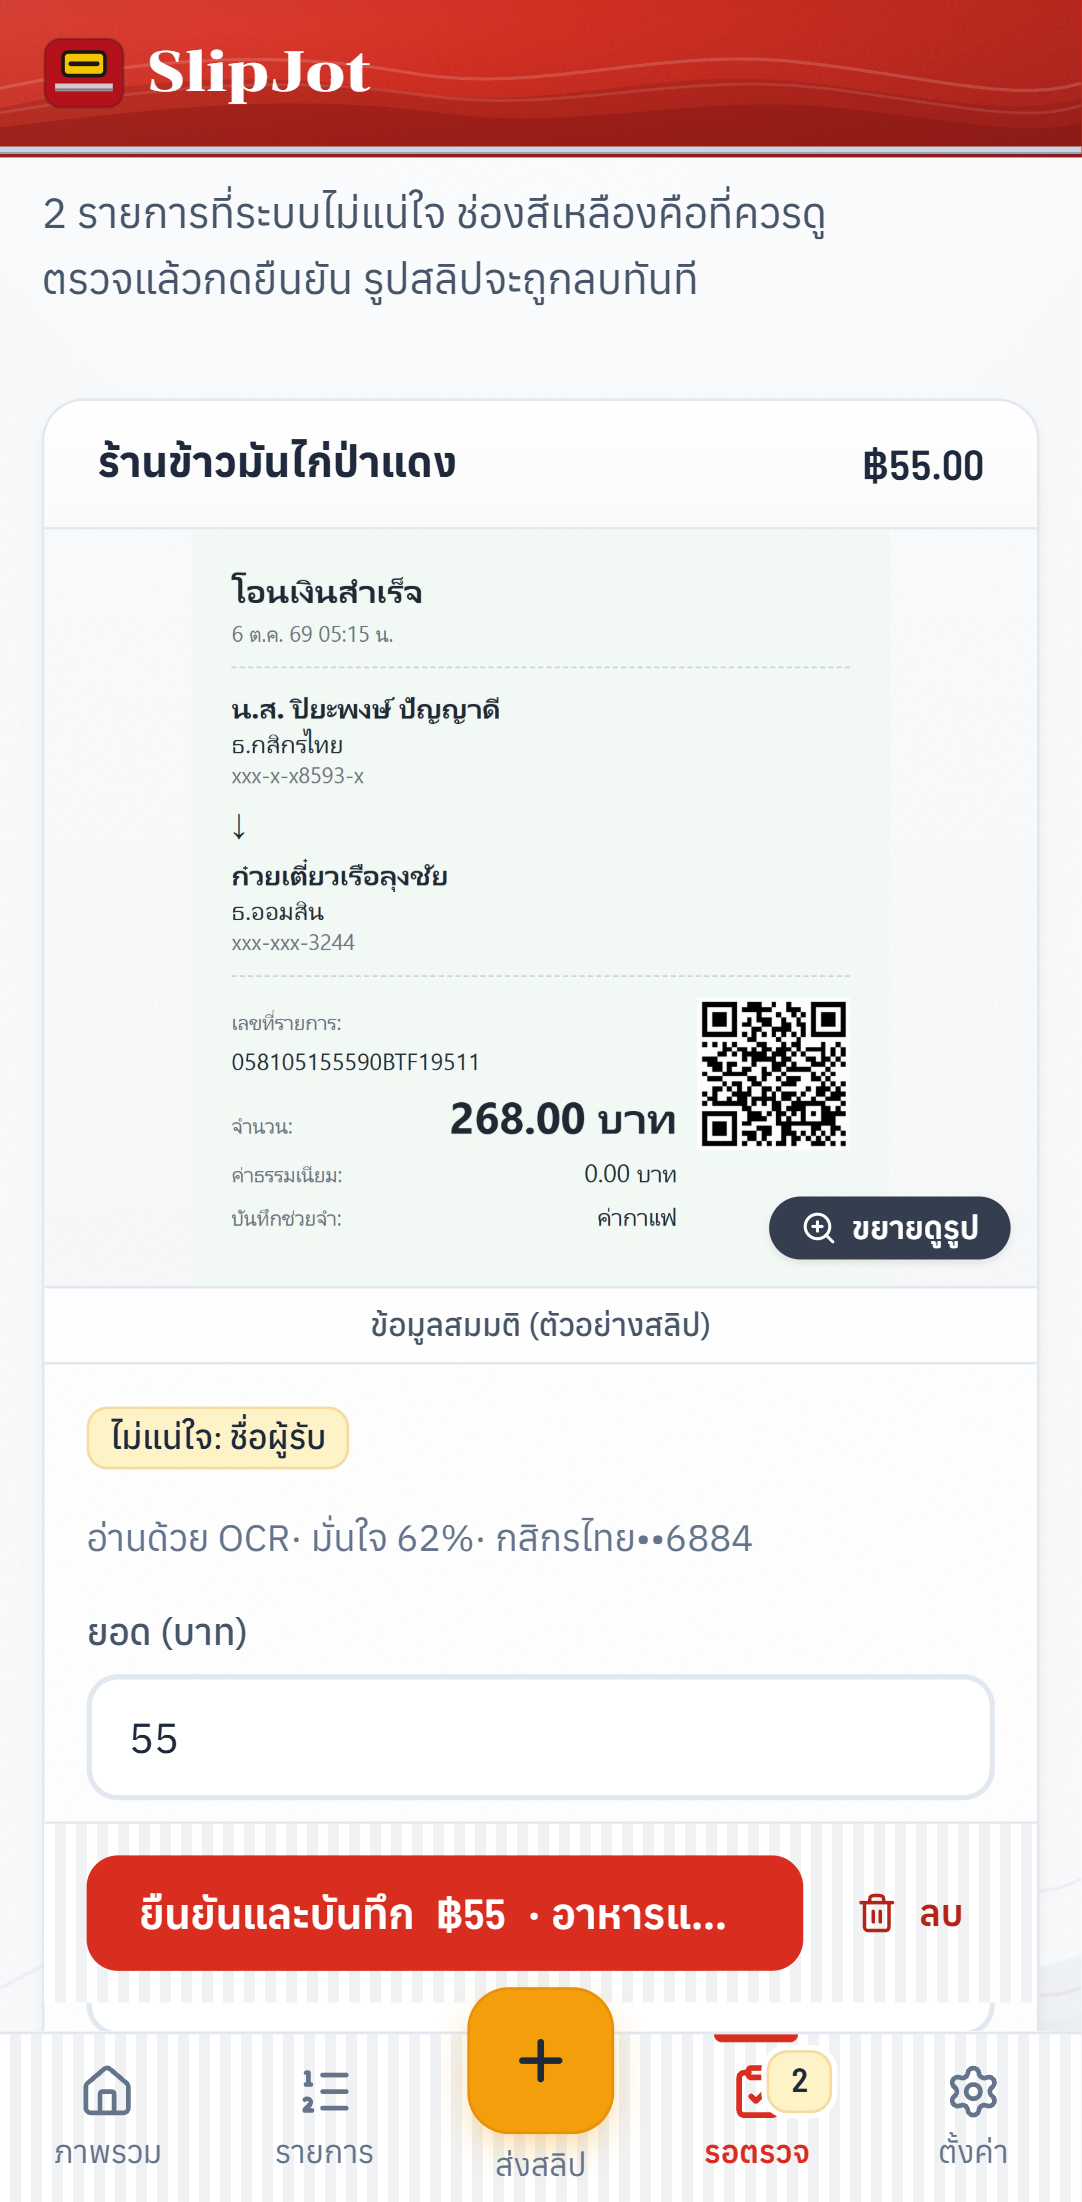 SlipJot
2 รายการที่ระบบไม่แน่ใจ ช่องสีเหลืองคือที่ควรดู
ตรวจแล้วกดยืนยัน รูปสลิปจะถูกลบทันที
ร้านข้าวมันไก่ป้าแดง ฿55.00
โอนเงินสำเร็จ
6 ต.ค. 69 05:15 น.
น.ส. ปิยะพงษ์ ปัญญาดี
ธ.กสิกรไทย
xxx-x-x8593-x
↓
ก๋วยเตี๋ยวเรือลุงชัย
ธ.ออมสิน
xxx-xxx-3244
เลขที่รายการ:
058105155590BTF19511
จำนวน: 268.00 บาท
ค่าธรรมเนียม: 0.00 บาท
บันทึกช่วยจำ: ค่ากาแฟ
ขยายดูรูป
ข้อมูลสมมติ (ตัวอย่างสลิป)
ไม่แน่ใจ: ชื่อผู้รับ
อ่านด้วย OCR· มั่นใจ 62%· กสิกรไทย••6884
ยอด (บาท)
55
ยืนยันและบันทึก ฿55 · อาหารแ...
ลบ
2
ภาพรวม
รายการ
ส่งสลิป
รอตรวจ
ตั้งค่า